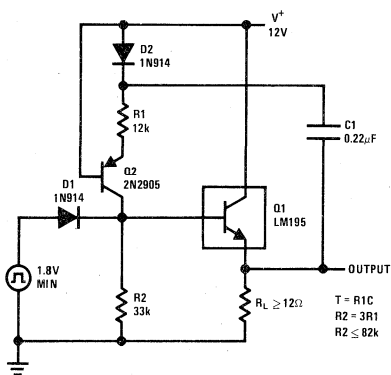 V+
12V
D2
1N914
R1
12k
C1
0.22μF
Q2
2N2905
D1
1N914
Q1
LM195
1.8V
MIN
R2
33k
RL ≥ 12Ω
OUTPUT
T = R1C
R2 = 3R1
R2 ≤ 82k